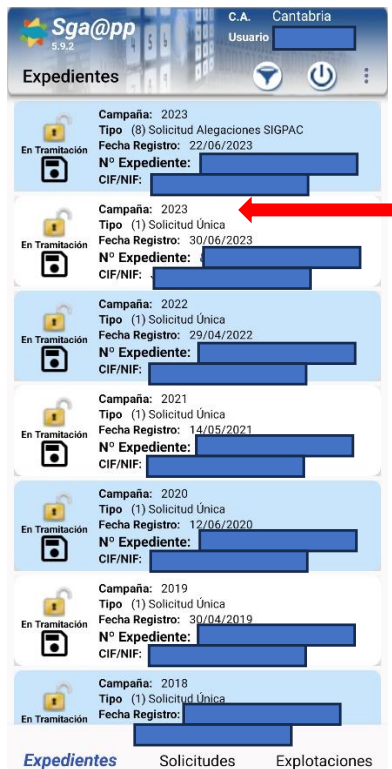 Sga@pp
C.A. Cantabria
5.9.2
Usuario
Expedientes
Campaña: 2023
Tipo (8) Solicitud Alegaciones SIGPAC
En Tramitación
Fecha Registro: 22/06/2023
Nº Expediente:
CIF/NIF:
Campaña: 2023
Tipo (1) Solicitud Única
En Tramitación
Fecha Registro: 30/06/2023
Nº Expediente:
CIF/NIF:
Campaña: 2022
Tipo (1) Solicitud Única
En Tramitación
Fecha Registro: 29/04/2022
Nº Expediente:
CIF/NIF:
Campaña: 2021
Tipo (1) Solicitud Única
En Tramitación
Fecha Registro: 14/05/2021
Nº Expediente:
CIF/NIF:
Campaña: 2020
Tipo (1) Solicitud Única
En Tramitación
Fecha Registro: 12/06/2020
Nº Expediente:
CIF/NIF:
Campaña: 2019
Tipo (1) Solicitud Única
En Tramitación
Fecha Registro: 30/04/2019
Nº Expediente:
CIF/NIF:
Campaña: 2018
Tipo (1) Solicitud Única
En Tramitación
Fecha Registro:
Expedientes Solicitudes Explotaciones